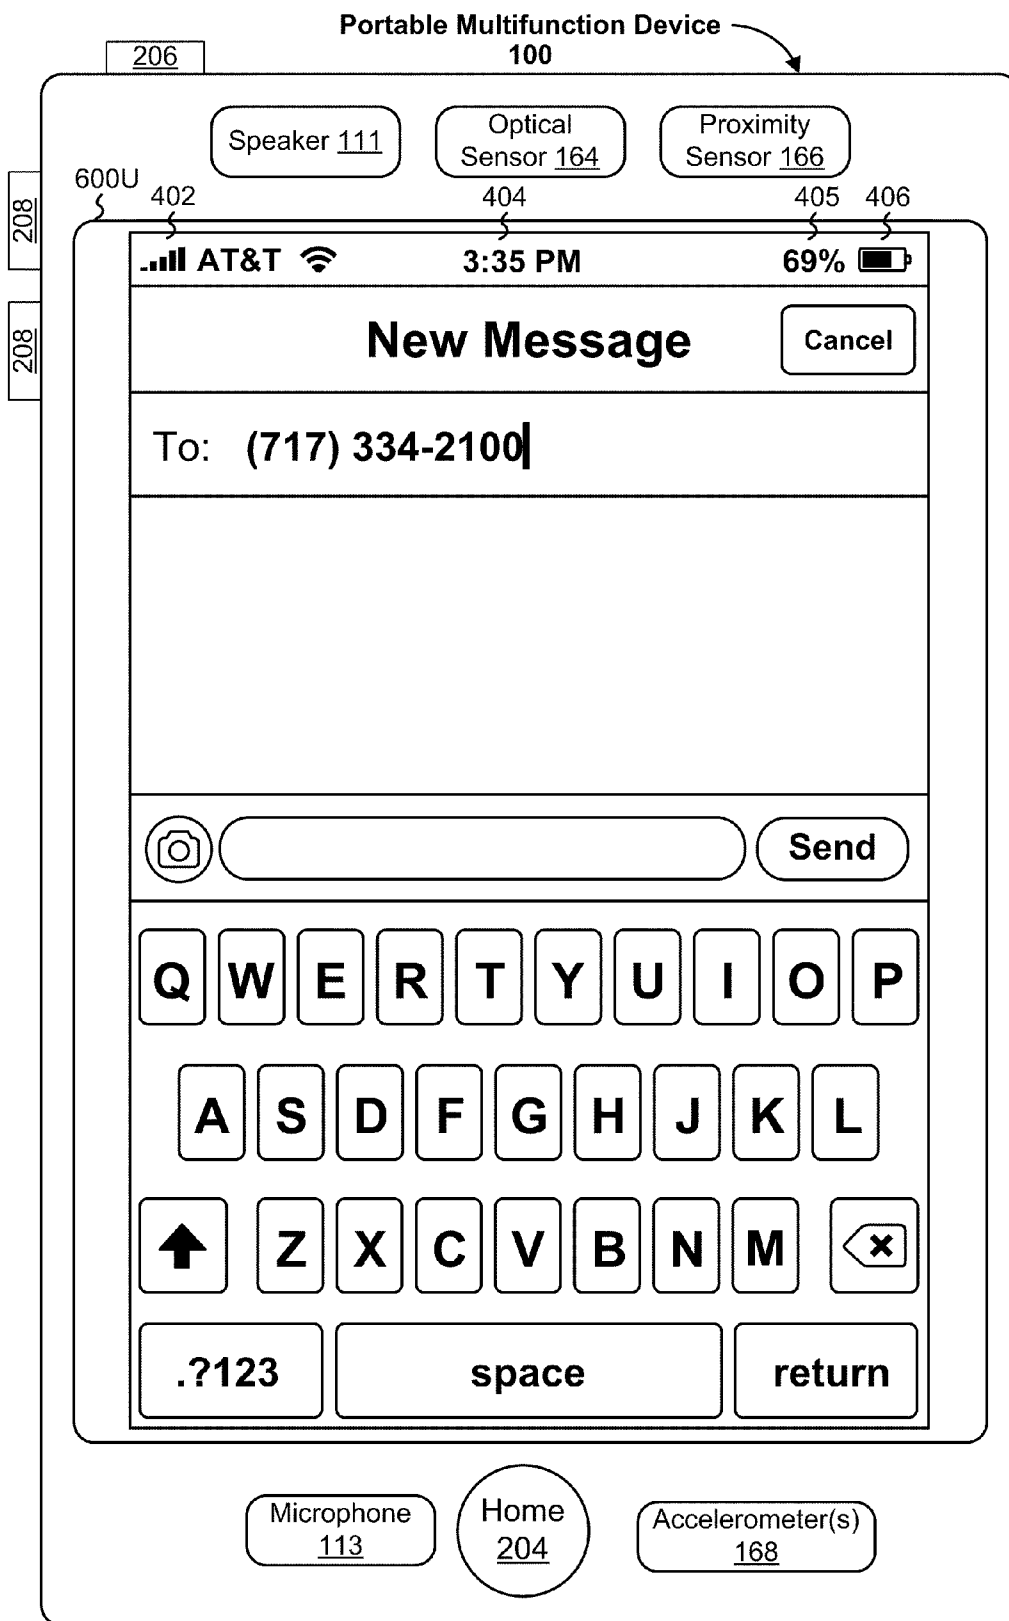 Portable Multifunction Device
100
206
Speaker 111
Optical
Sensor 164
Proximity
Sensor 166
208
208
600U
402
404
405
406
AT&T
3:35 PM
69%
New Message
Cancel
To: (717) 334-2100
Send
Q W E R T Y U I O P
A S D F G H J K L
Z X C V B N M
.?123
space
return
Microphone
113
Home
204
Accelerometer(s)
168